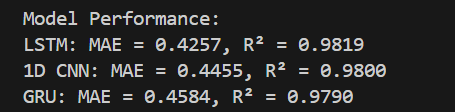 Model Performance:
LSTM: MAE = 0.4257, R² = 0.9819
1D CNN: MAE = 0.4455, R² = 0.9800
GRU: MAE = 0.4584, R² = 0.9790